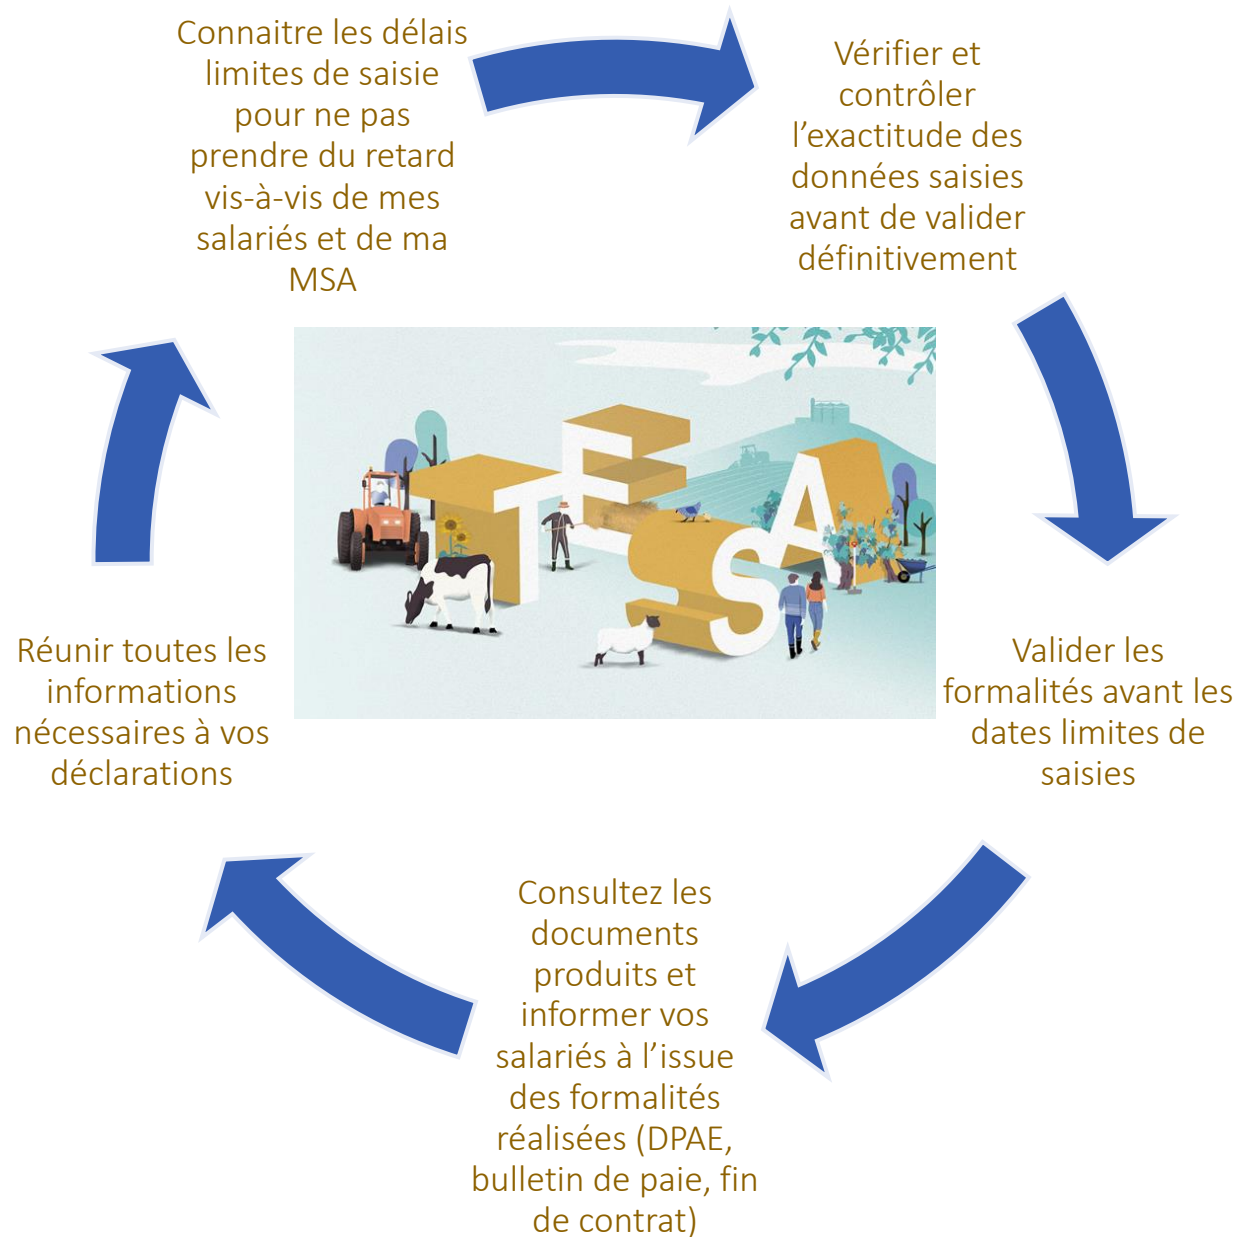 Connaitre les délais
limites de saisie
pour ne pas
prendre du retard
vis-à-vis de mes
salariés et de ma
MSA
Vérifier et
contrôler
l’exactitude des
données saisies
avant de valider
définitivement
TESA
Réunir toutes les
informations
nécessaires à vos
déclarations
Valider les
formalités avant les
dates limites de
saisies
Consultez les
documents
produits et
informer vos
salariés à l’issue
des formalités
réalisées (DPAE,
bulletin de paie, fin
de contrat)